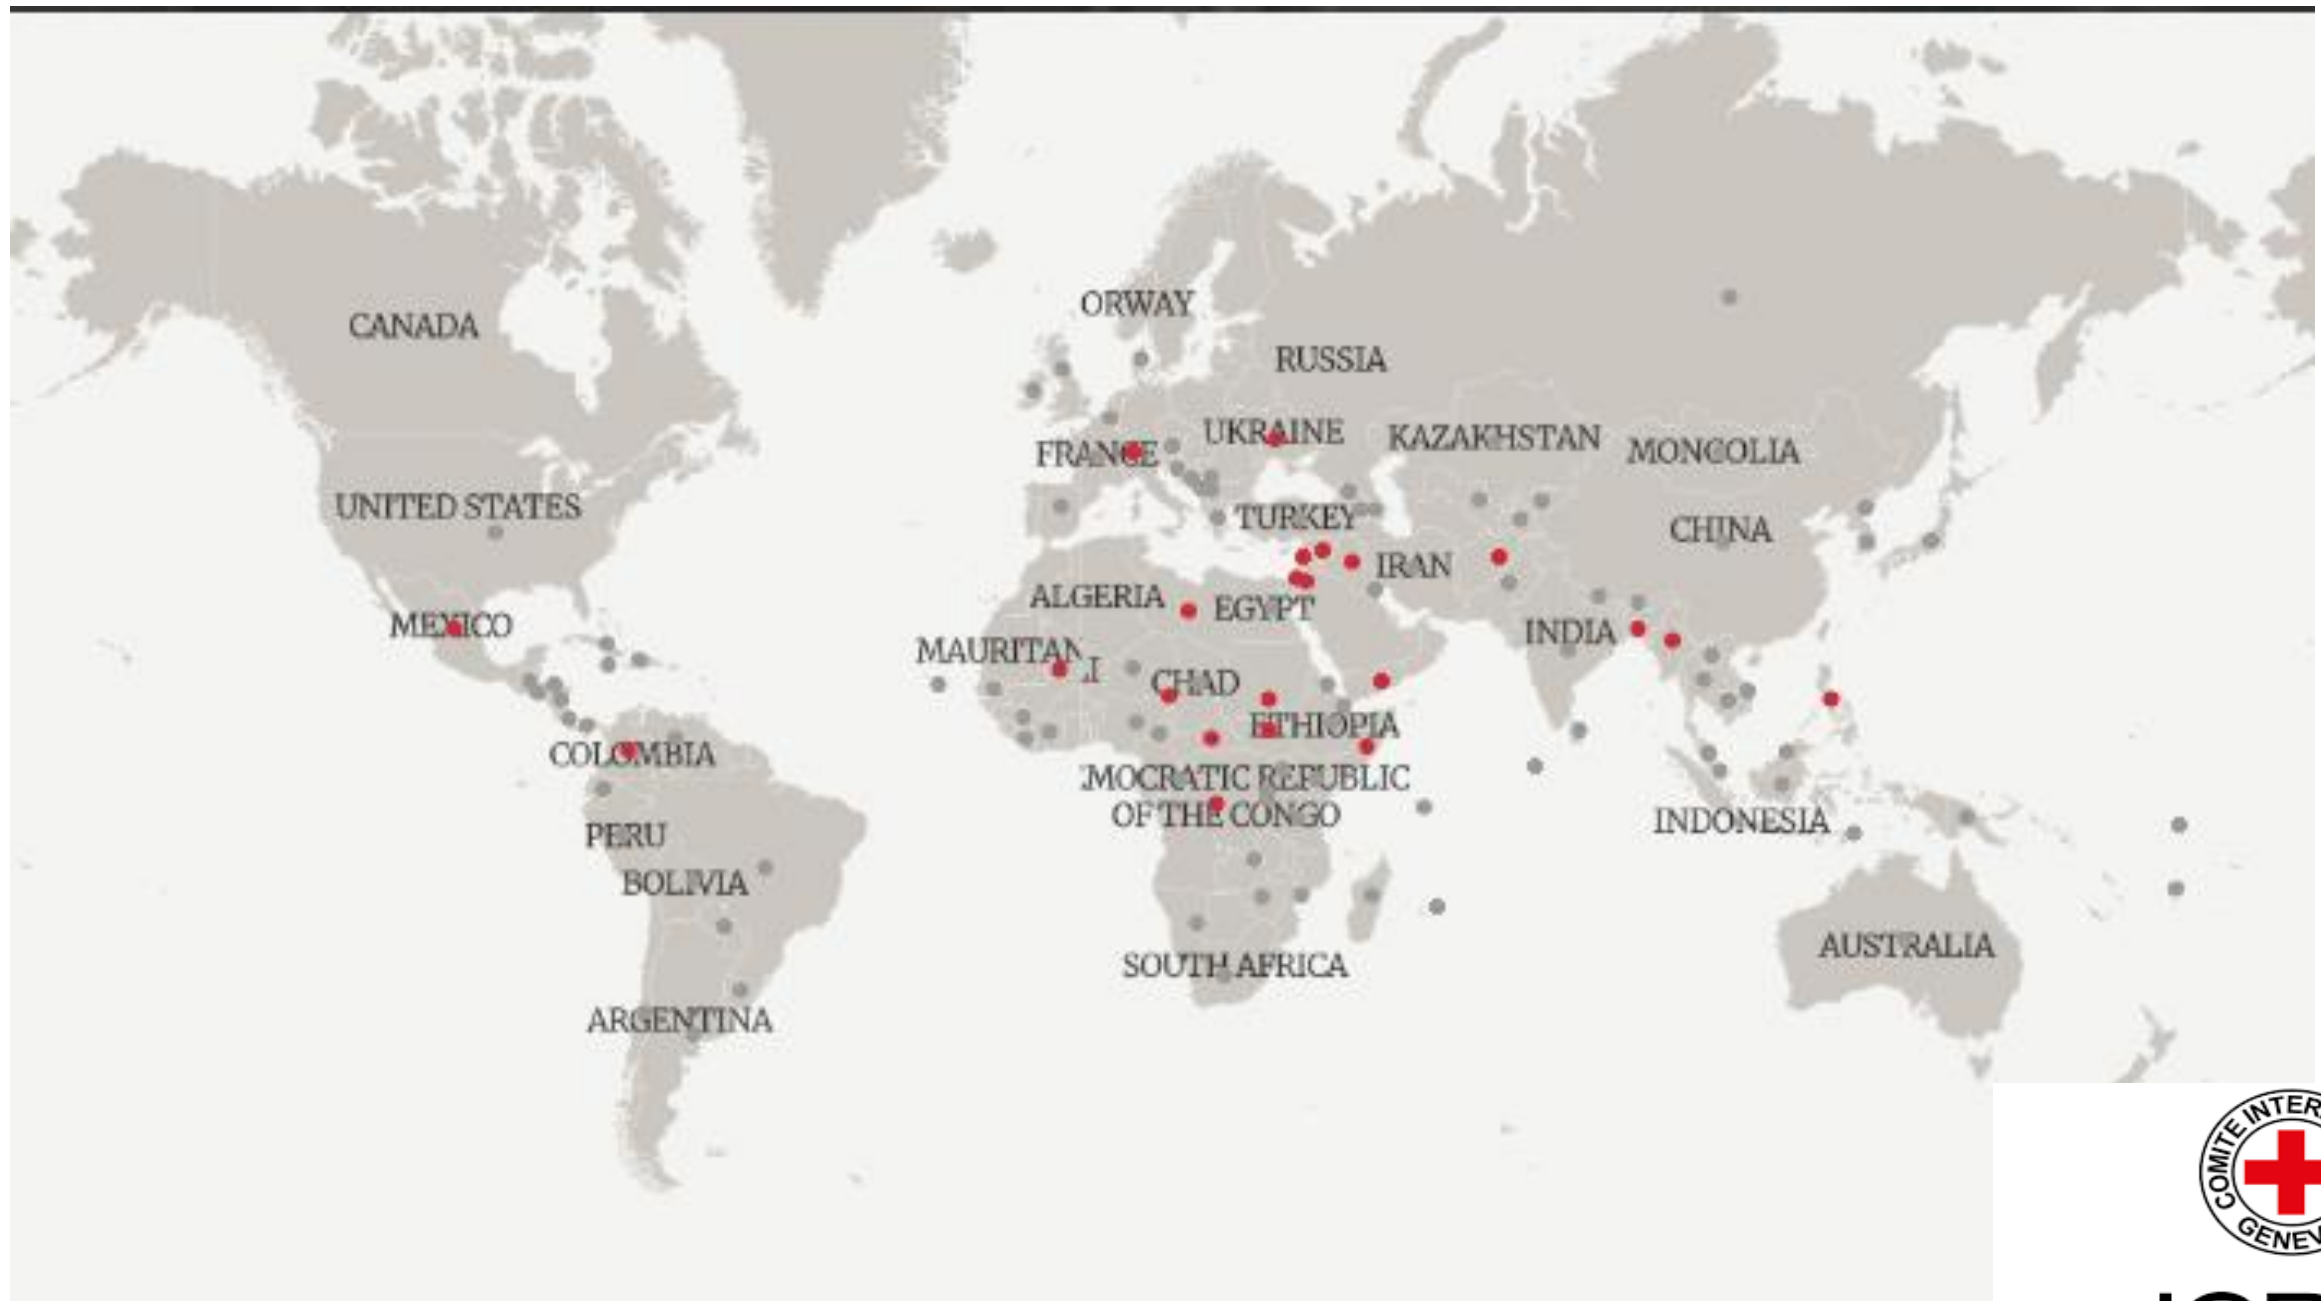 ORWAY
CANADA
RUSSIA
UKRAINE
KAZAKHSTAN
MONGOLIA
FRANCE
UNITED STATES
TURKEY
CHINA
IRAN
ALGERIA
EGYPT
MEXICO
INDIA
MAURITAN
LI
CHAD
ETHIOPIA
COLOMBIA
MOCRATIC REPUBLIC
OF THE CONGO
INDONESIA
PERU
BOLIVIA
AUSTRALIA
SOUTH AFRICA
ARGENTINA
COMITE INTER
GENEV